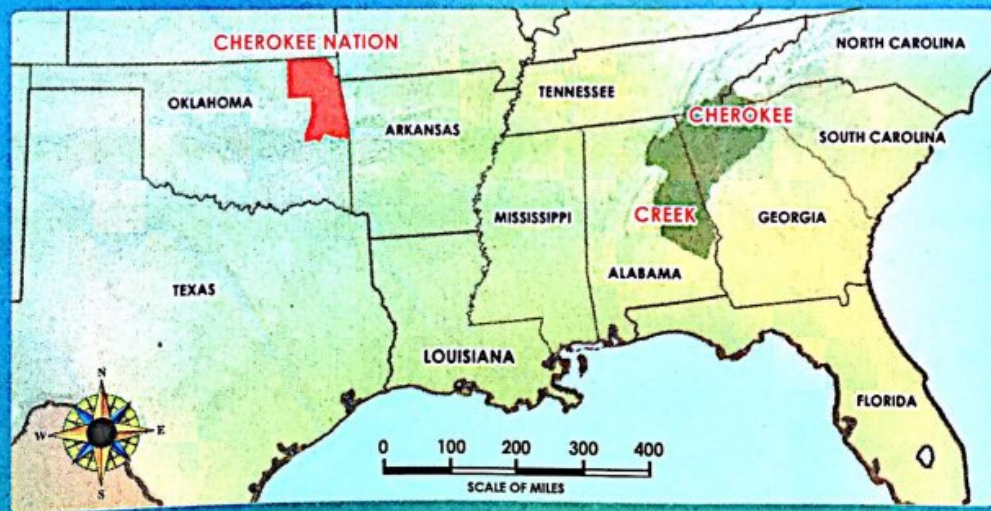 CHEROKEE NATION
NORTH CAROLINA
TENNESSEE
OKLAHOMA
CHEROKEE
ARKANSAS
SOUTH CAROLINA
MISSISSIPPI
CREEK
GEORGIA
ALABAMA
TEXAS
LOUISIANA
FLORIDA
N
W E
S
0 100 200 300 400
SCALE OF MILES